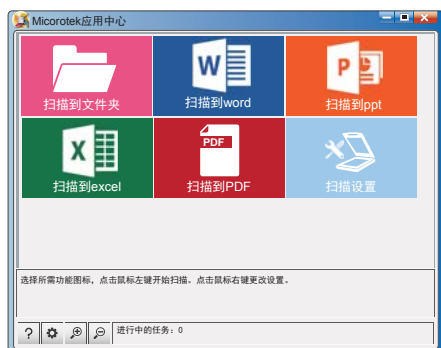 Micorotek应用中心
扫描到文件夹
扫描到word
扫描到ppt
扫描到excel
PDF
扫描到PDF
扫描设置
选择所需功能图标，点击鼠标左键开始扫描。点击鼠标右键更改设置。
进行中的任务：0